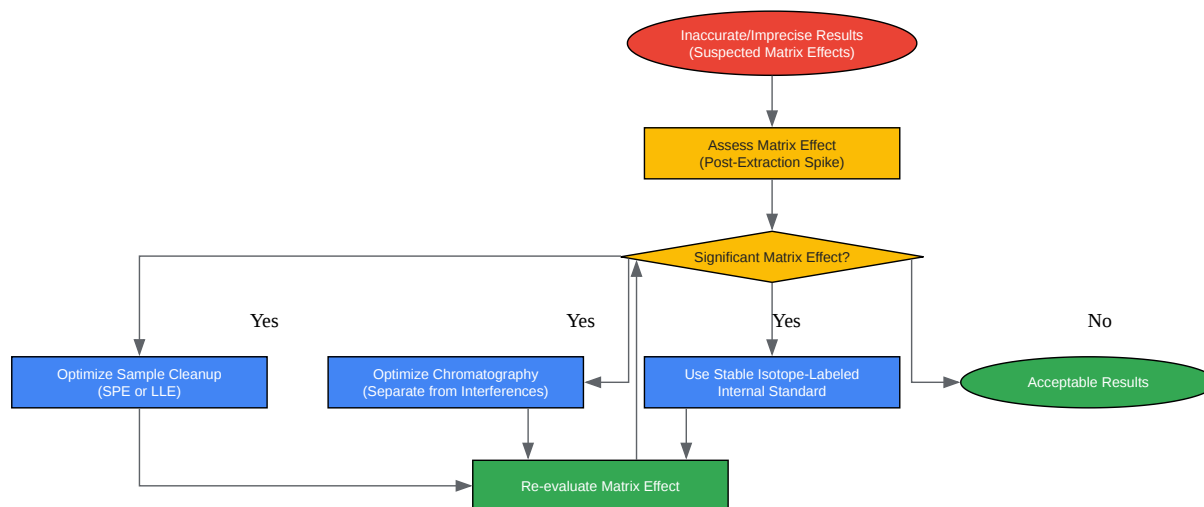 Inaccurate/Imprecise Results
(Suspected Matrix Effects)
Assess Matrix Effect
(Post-Extraction Spike)
Significant Matrix Effect?
Yes
Yes
Yes
No
Optimize Sample Cleanup
(SPE or LLE)
Optimize Chromatography
(Separate from Interferences)
Use Stable Isotope-Labeled
Internal Standard
Acceptable Results
Re-evaluate Matrix Effect